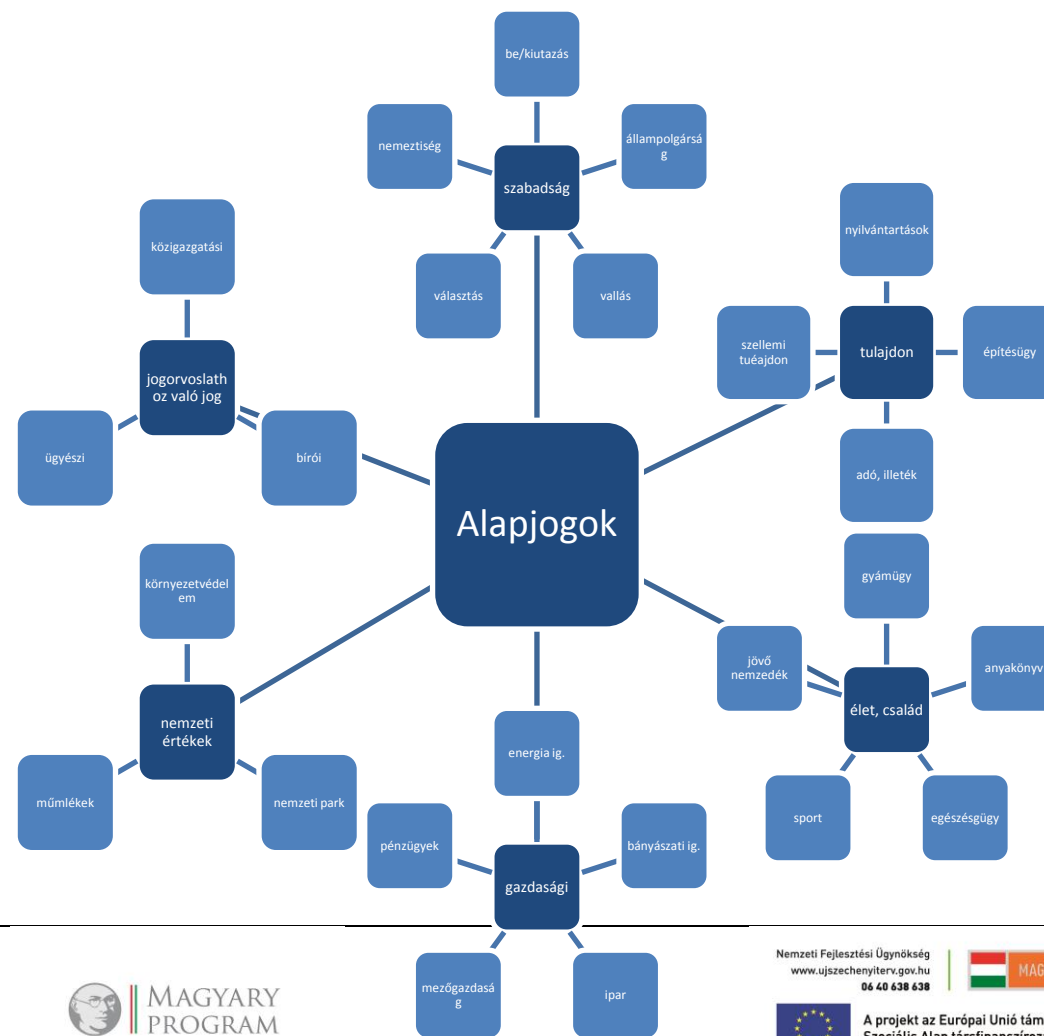 be/kiutazás
nemeztiség
állampolgársá
g
szabadság
választás
vallás
közigazgatási
jogorvoslath
oz való jog
ügyészi
bírói
nyilvántartások
szellemi
tuéajdon
tulajdon
építésügy
adó, illeték
Alapjogok
környezetvédel
em
nemzeti
értékek
műmlékek
nemzeti park
gyámügy
jövő
nemzedék
anyakönyv
élet, család
sport
egészésgügy
energia ig.
pénzügyek
bányászati ig.
gazdasági
mezőgazdasá
g
ipar
MAGYARY
PROGRAM
Nemzeti Fejlesztési Ügynökség
www.ujszechenyiterv.gov.hu
06 40 638 638
MAG
A projekt az Európai Unió tám